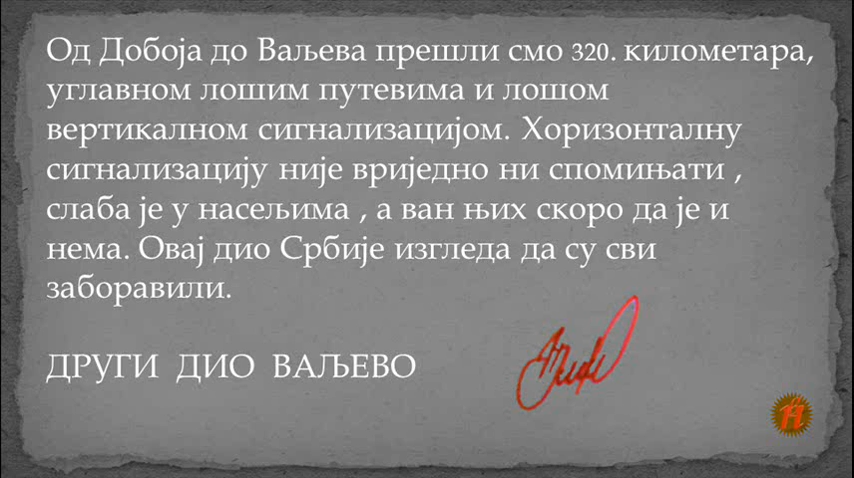 Од Добоја до Ваљева прешли смо 320. километара,
углавном лошим путевима и лошом
вертикалном сигнализацијом. Хоризонталну
сигнализацију није вриједно ни спомињати ,
слаба је у насељима , а ван њих скоро да је и
нема. Овај дио Србије изгледа да су сви
заборавили.
ДРУГИ ДИО ВАЉЕВО